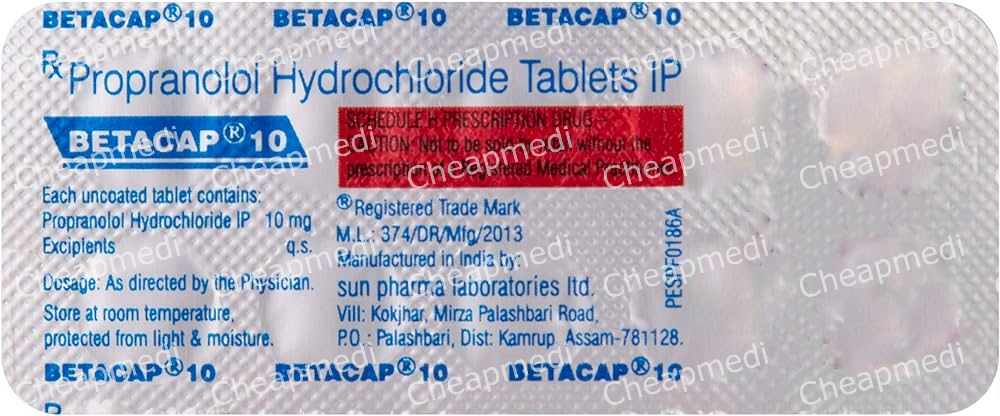 BETACAP®10 BETACAP®10 BETACAP®10
Rx Propranolol Hydrochloride Tablets IP
BETACAP® 10
SCHEDULE H PRESCRIPTION DRUG -
Not to be sold without the
prescription Registered Medical
Each uncoated tablet contains:
Propranolol Hydrochloride IP 10 mg
Excipients q.s.
Dosage: As directed by the Physician.
Store at room temperature,
protected from light & moisture.
®Registered Trade Mark
M.L.: 374/DR/Mfg/2013
Manufactured in India by:
sun pharma laboratories ltd.
Vill: Kokjhar, Mirza Palashbari Road,
P.O.: Palashbari, Dist: Kamrup, Assam-781128.
PESPF0186A
BETACAP®10 BETACAP®10 BETACAP®10
Cheapmedi